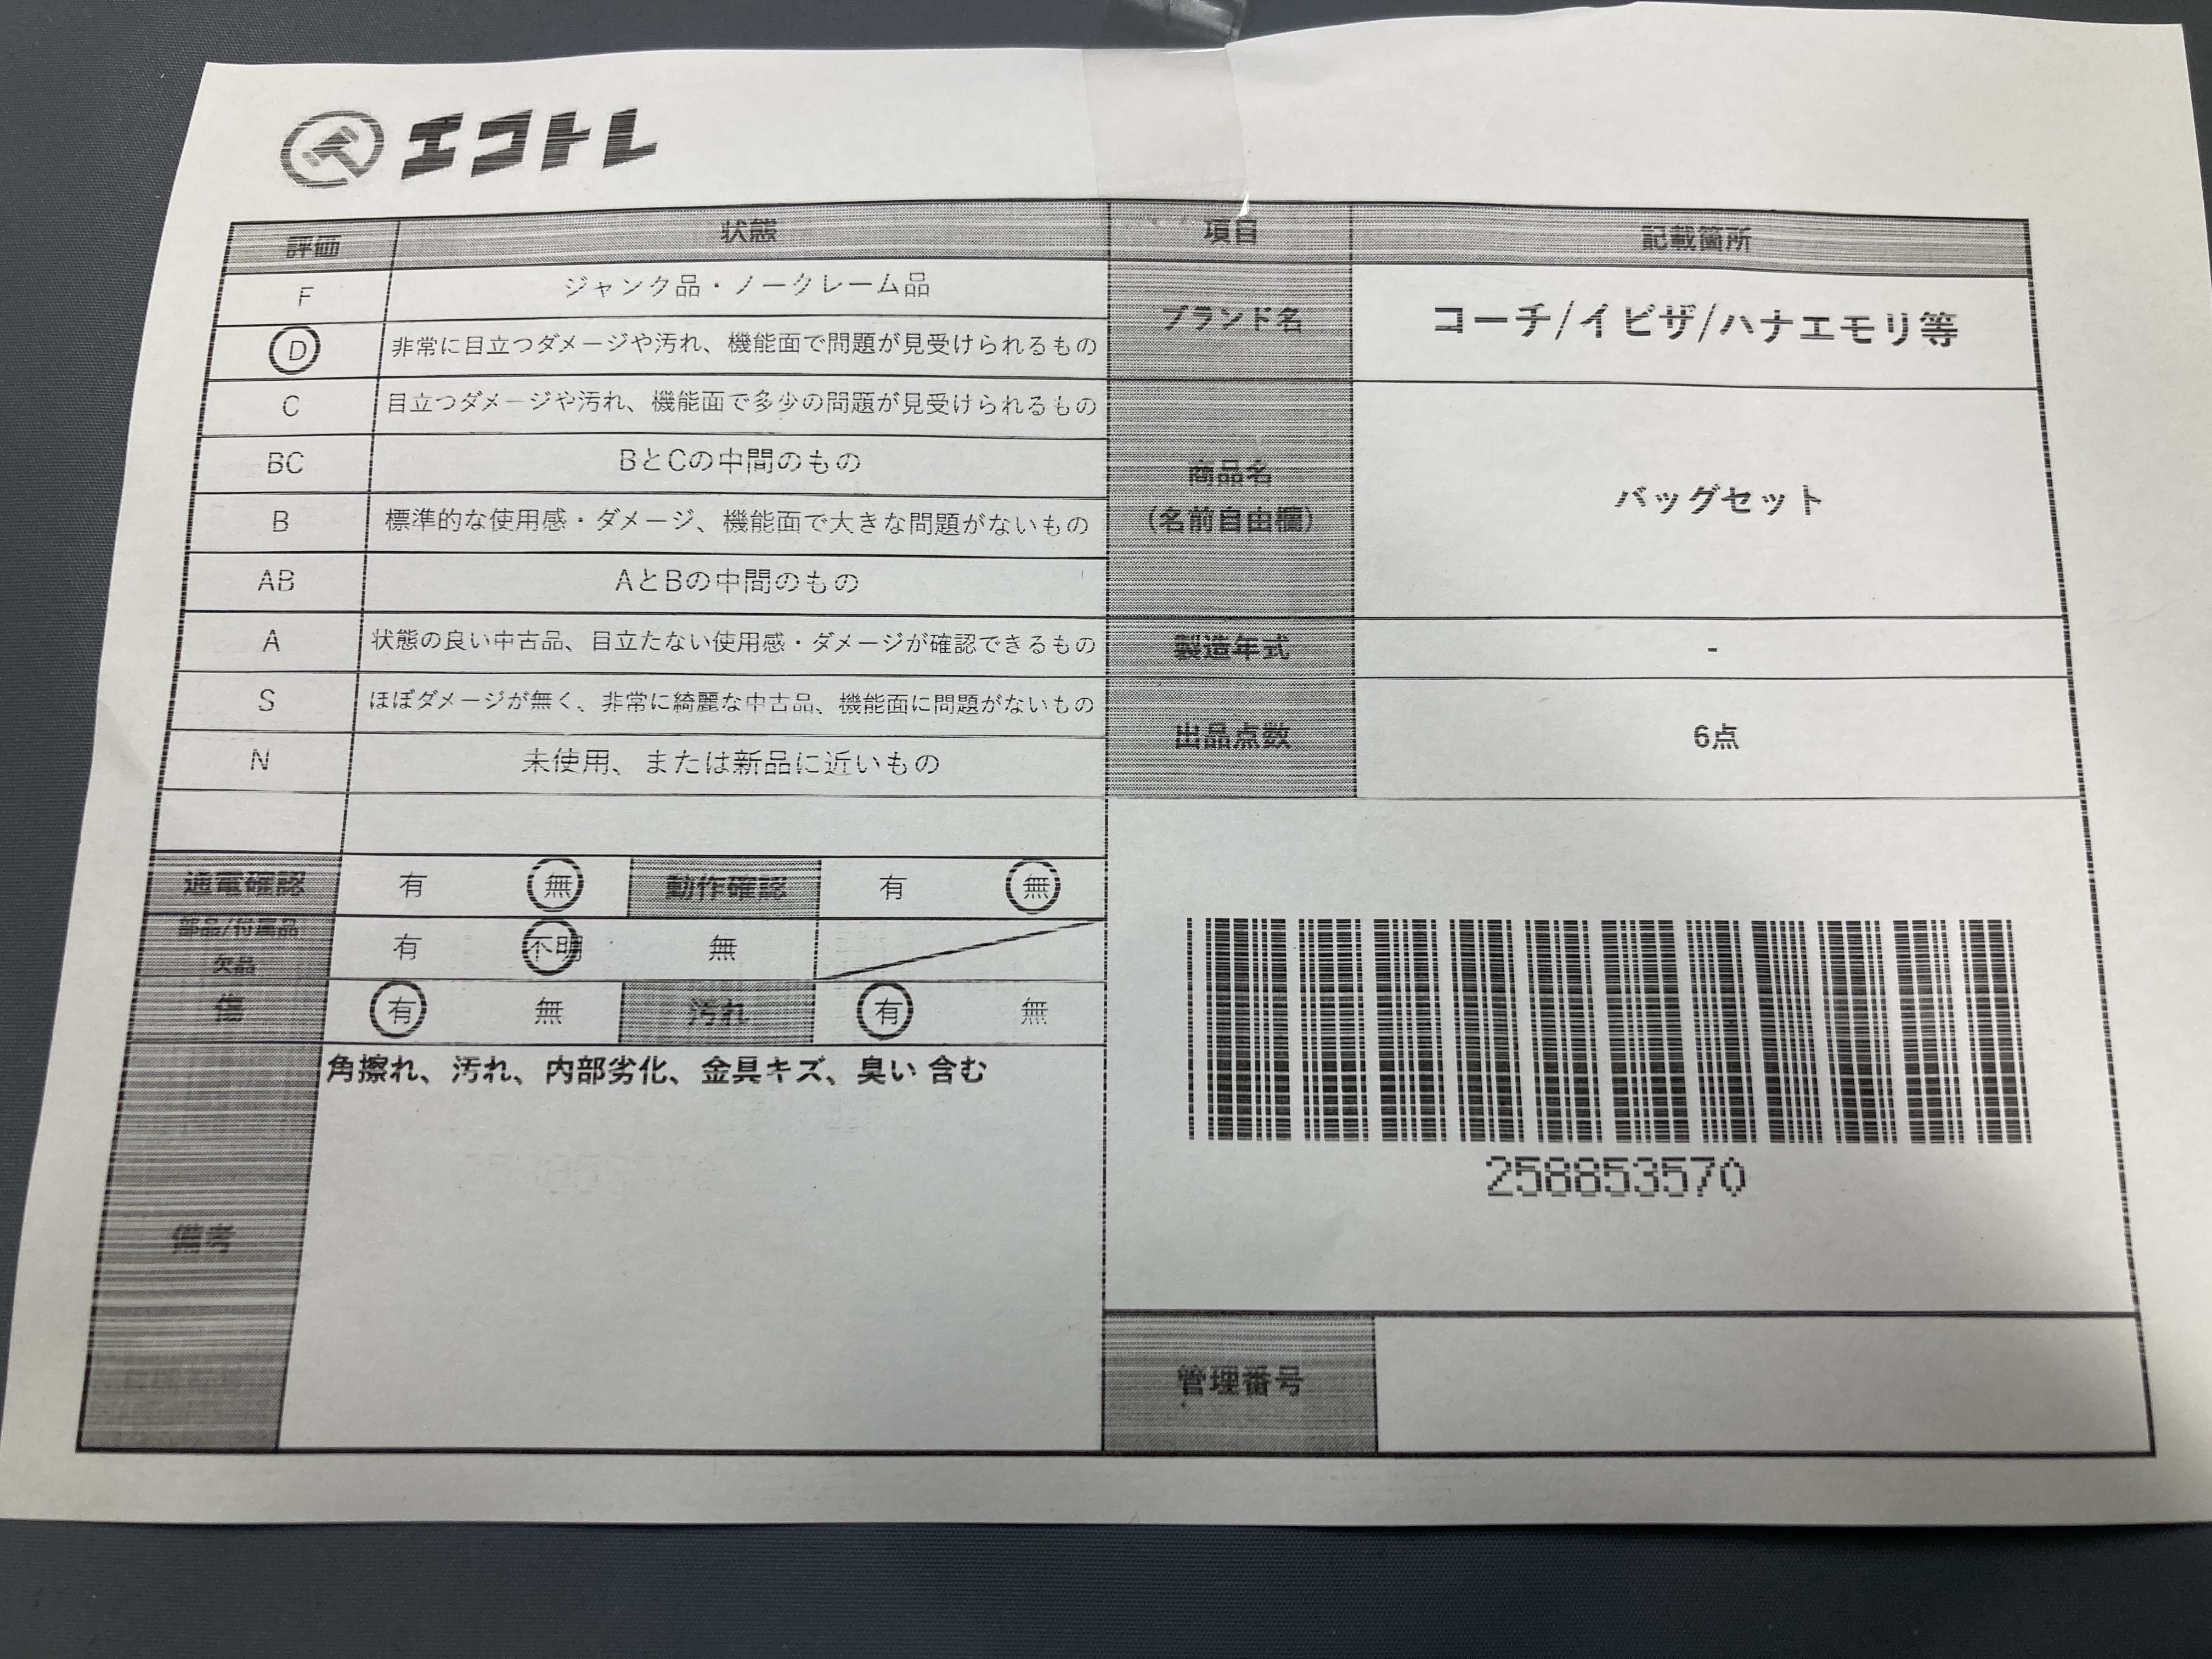 エコトレ
評価 状態 項目 記載箇所
F ジャンク品・ノークレーム品
ブランド名 コーチ/イビザ/ハナエモリ等
D 非常に目立つダメージや汚れ、機能面で問題が見受けられるもの
C 目立つダメージや汚れ、機能面で多少の問題が見受けられるもの
BC BとCの中間のもの
商品名
(名前自由欄)
バッグセット
B 標準的な使用感・ダメージ、機能面で大きな問題がないもの
AB AとBの中間のもの
A 状態の良い中古品、目立たない使用感・ダメージが確認できるもの
製造年式 -
S ほぼダメージが無く、非常に綺麗な中古品、機能面に問題がないもの
出品点数 6点
N 未使用、または新品に近いもの
通電確認 有 無 動作確認 有 無
部品/付属品
欠品
有 不明 無
傷 有 無 汚れ 有 無
備考
角擦れ、汚れ、内部劣化、金具キズ、臭い 含む
258853570
管理番号